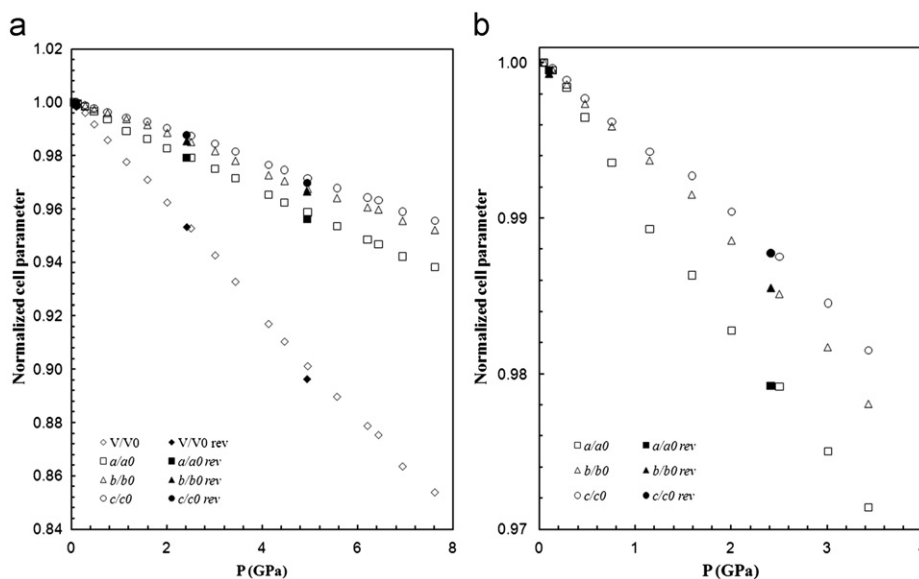 a
1.02
1.00
0.98
0.96
0.94
0.92
0.90
0.88
0.86
0.84
Normalized cell parameter
V/V0
V/V0 rev
a/a0
a/a0 rev
b/b0
b/b0 rev
c/c0
c/c0 rev
0 2 4 6 8
P (GPa)
b
1.00
0.99
0.98
0.97
Normalized cell parameter
a/a0
a/a0 rev
b/b0
b/b0 rev
c/c0
c/c0 rev
0 1 2 3
P (GPa)